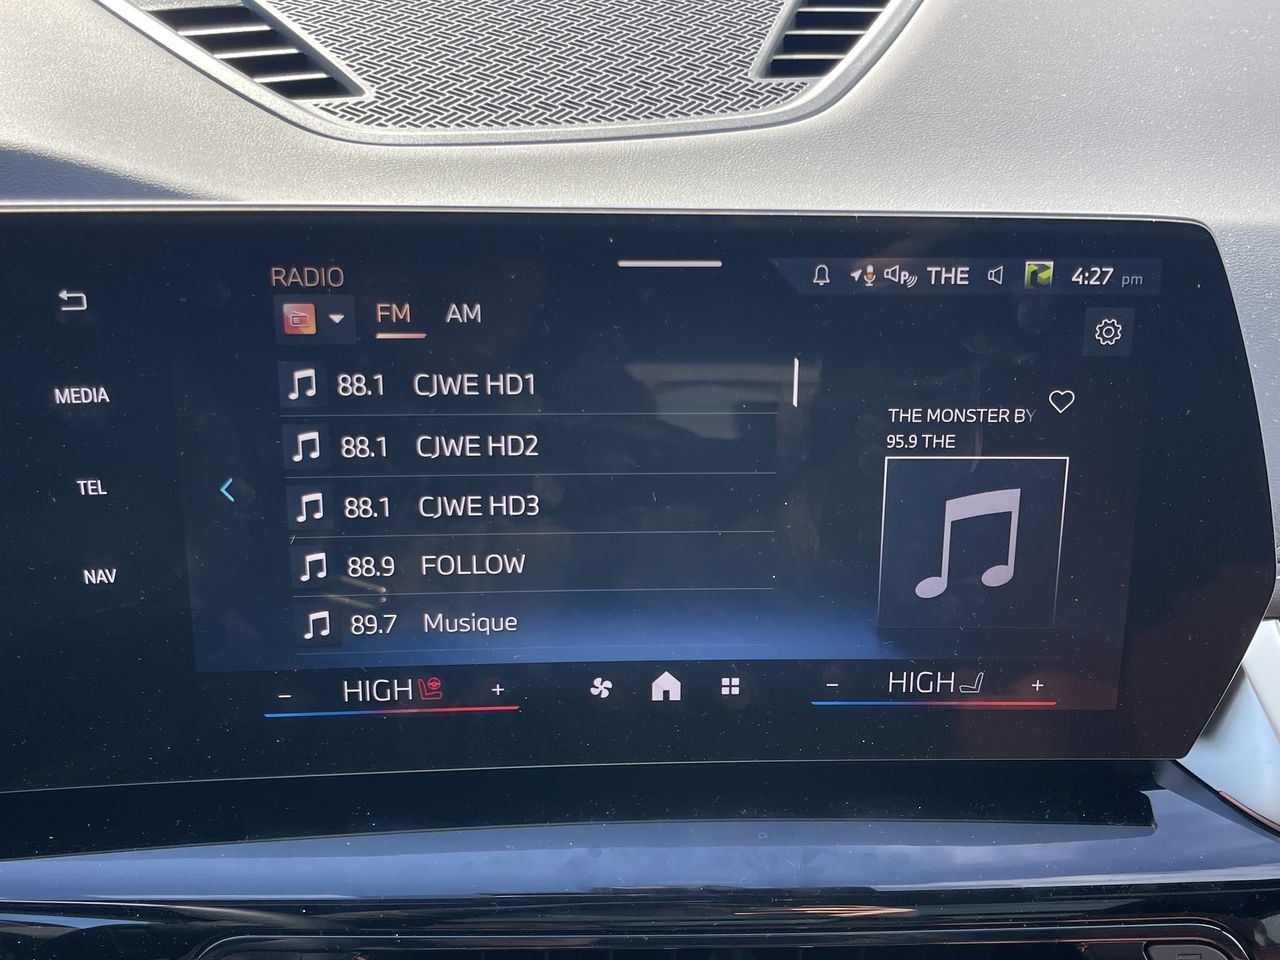 RADIO
THE
4:27 pm
FM AM
MEDIA
88.1 CJWE HD1
THE MONSTER BY
88.1 CJWE HD2
95.9 THE
TEL
88.1 CJWE HD3
88.9 FOLLOW
NAV
89.7 Musique
- HIGH +
- HIGH +